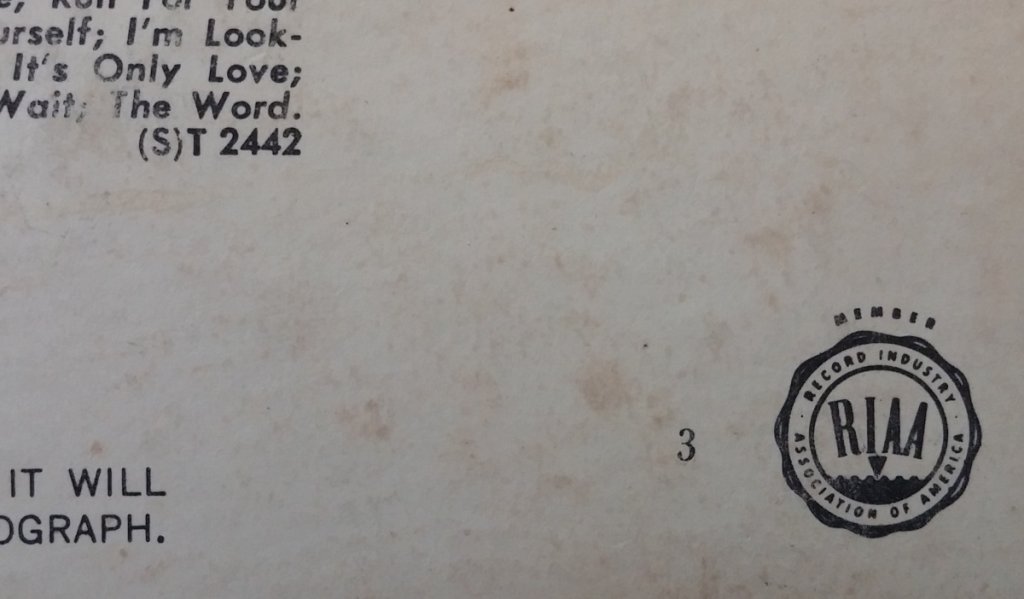 urself; I'm Look-
It's Only Love;
Wait; The Word.
(S)T 2442
IT WILL
OGRAPH.
3
MEMBER
RECORD INDUSTRY
RIAA
ASSOCIATION OF AMERICA